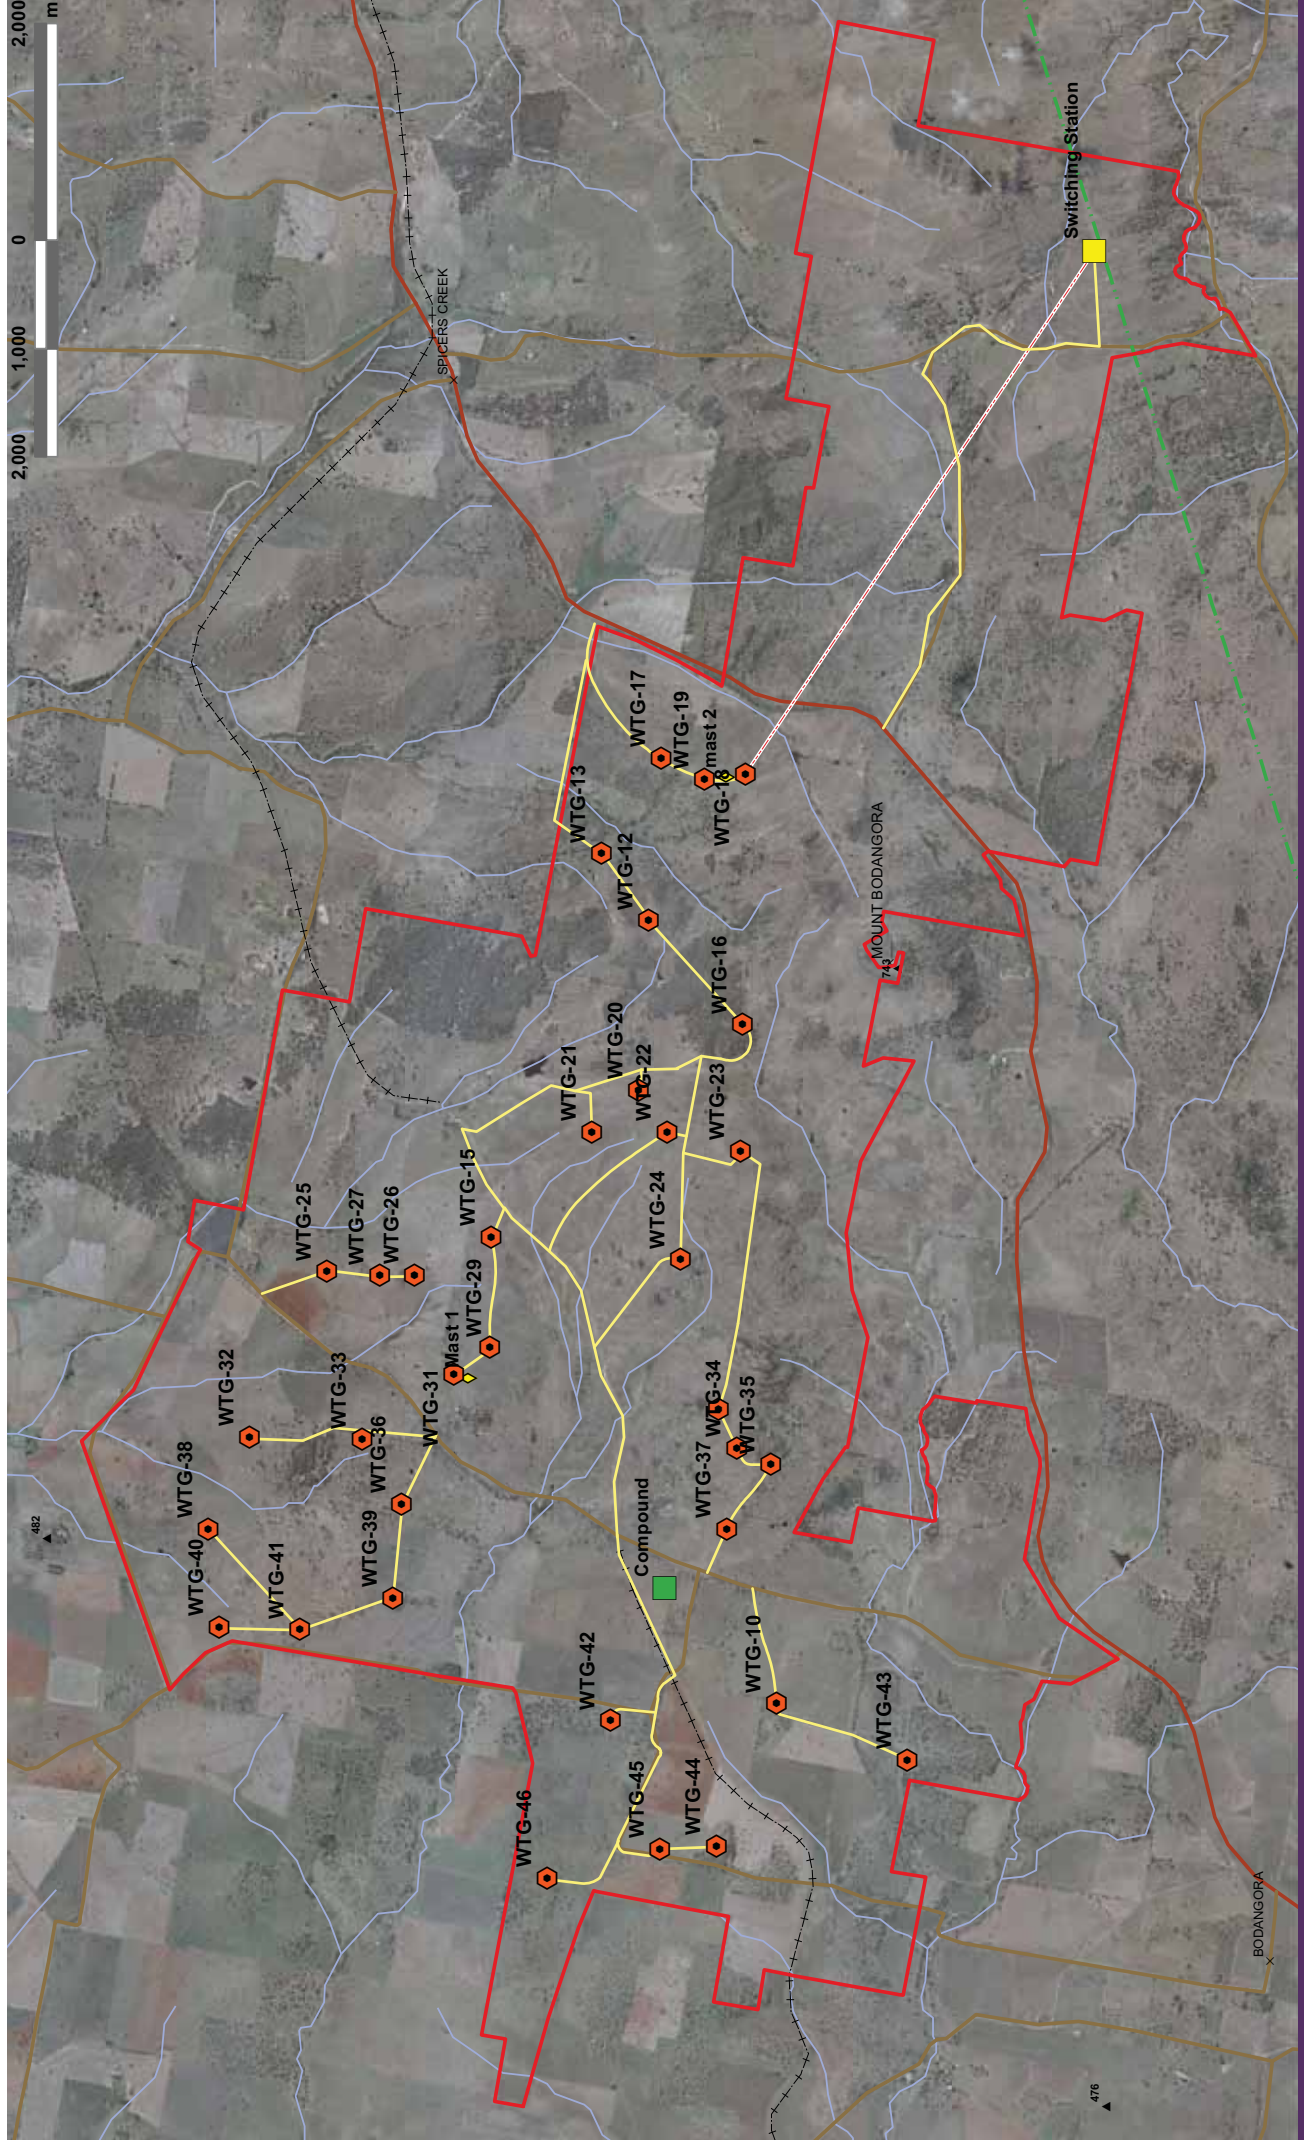 2,000
1,000
0
2,000
m
SPICERS CREEK
Switching Station
WTG-17
WTG-19
mast 2
WTG-18
WTG-13
WTG-12
WTG-16
MOUNT BODANGORA
743
WTG-20
WTG-21
WTG-22
WTG-23
WTG-24
WTG-15
WTG-25
WTG-27
WTG-26
WTG-29
Mast 1
WTG-31
WTG-32
WTG-33
WTG-36
WTG-34
WTG-35
WTG-37
WTG-38
WTG-40
WTG-41
WTG-39
482
Compound
WTG-42
WTG-10
WTG-43
WTG-45
WTG-44
WTG-46
BODANGORA
476